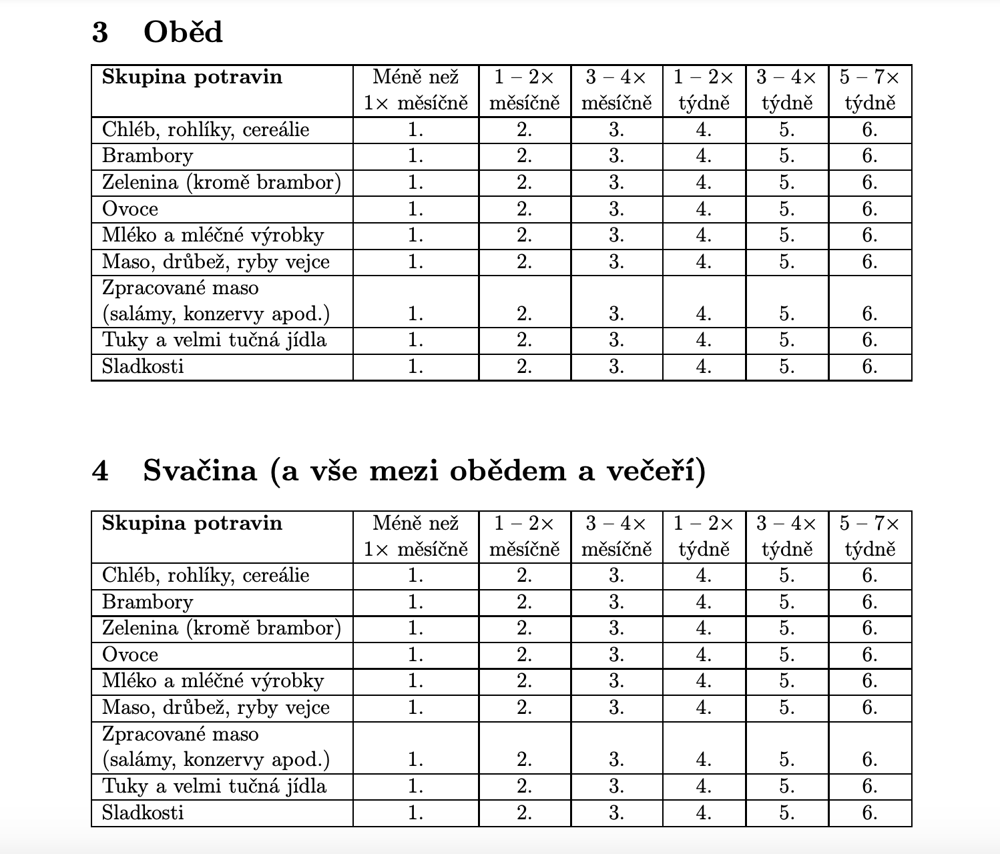 3 Oběd
Skupina potravin Méně než 1 – 2× 3 – 4× 1 – 2× 3 – 4× 5 – 7×
1× měsíčně měsíčně měsíčně týdně týdně týdně
Chléb, rohlíky, cereálie 1. 2. 3. 4. 5. 6.
Brambory 1. 2. 3. 4. 5. 6.
Zelenina (kromě brambor) 1. 2. 3. 4. 5. 6.
Ovoce 1. 2. 3. 4. 5. 6.
Mléko a mléčné výrobky 1. 2. 3. 4. 5. 6.
Maso, drůbež, ryby vejce 1. 2. 3. 4. 5. 6.
Zpracované maso
(salámy, konzervy apod.) 1. 2. 3. 4. 5. 6.
Tuky a velmi tučná jídla 1. 2. 3. 4. 5. 6.
Sladkosti 1. 2. 3. 4. 5. 6.
4 Svačina (a vše mezi obědem a večeří)
Skupina potravin Méně než 1 – 2× 3 – 4× 1 – 2× 3 – 4× 5 – 7×
1× měsíčně měsíčně měsíčně týdně týdně týdně
Chléb, rohlíky, cereálie 1. 2. 3. 4. 5. 6.
Brambory 1. 2. 3. 4. 5. 6.
Zelenina (kromě brambor) 1. 2. 3. 4. 5. 6.
Ovoce 1. 2. 3. 4. 5. 6.
Mléko a mléčné výrobky 1. 2. 3. 4. 5. 6.
Maso, drůbež, ryby vejce 1. 2. 3. 4. 5. 6.
Zpracované maso
(salámy, konzervy apod.) 1. 2. 3. 4. 5. 6.
Tuky a velmi tučná jídla 1. 2. 3. 4. 5. 6.
Sladkosti 1. 2. 3. 4. 5. 6.